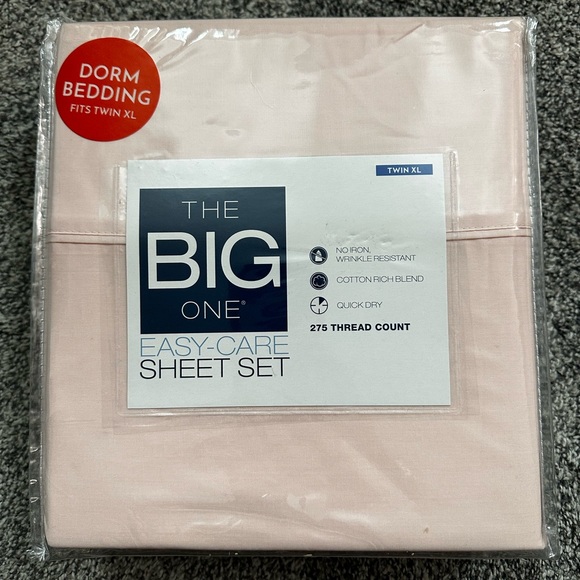 DORM
BEDDING
FITS TWIN XL
TWIN XL
THE
BIG
ONE®
EASY-CARE
SHEET SET
NO IRON,
WRINKLE RESISTANT
COTTON RICH BLEND
QUICK DRY
275 THREAD COUNT